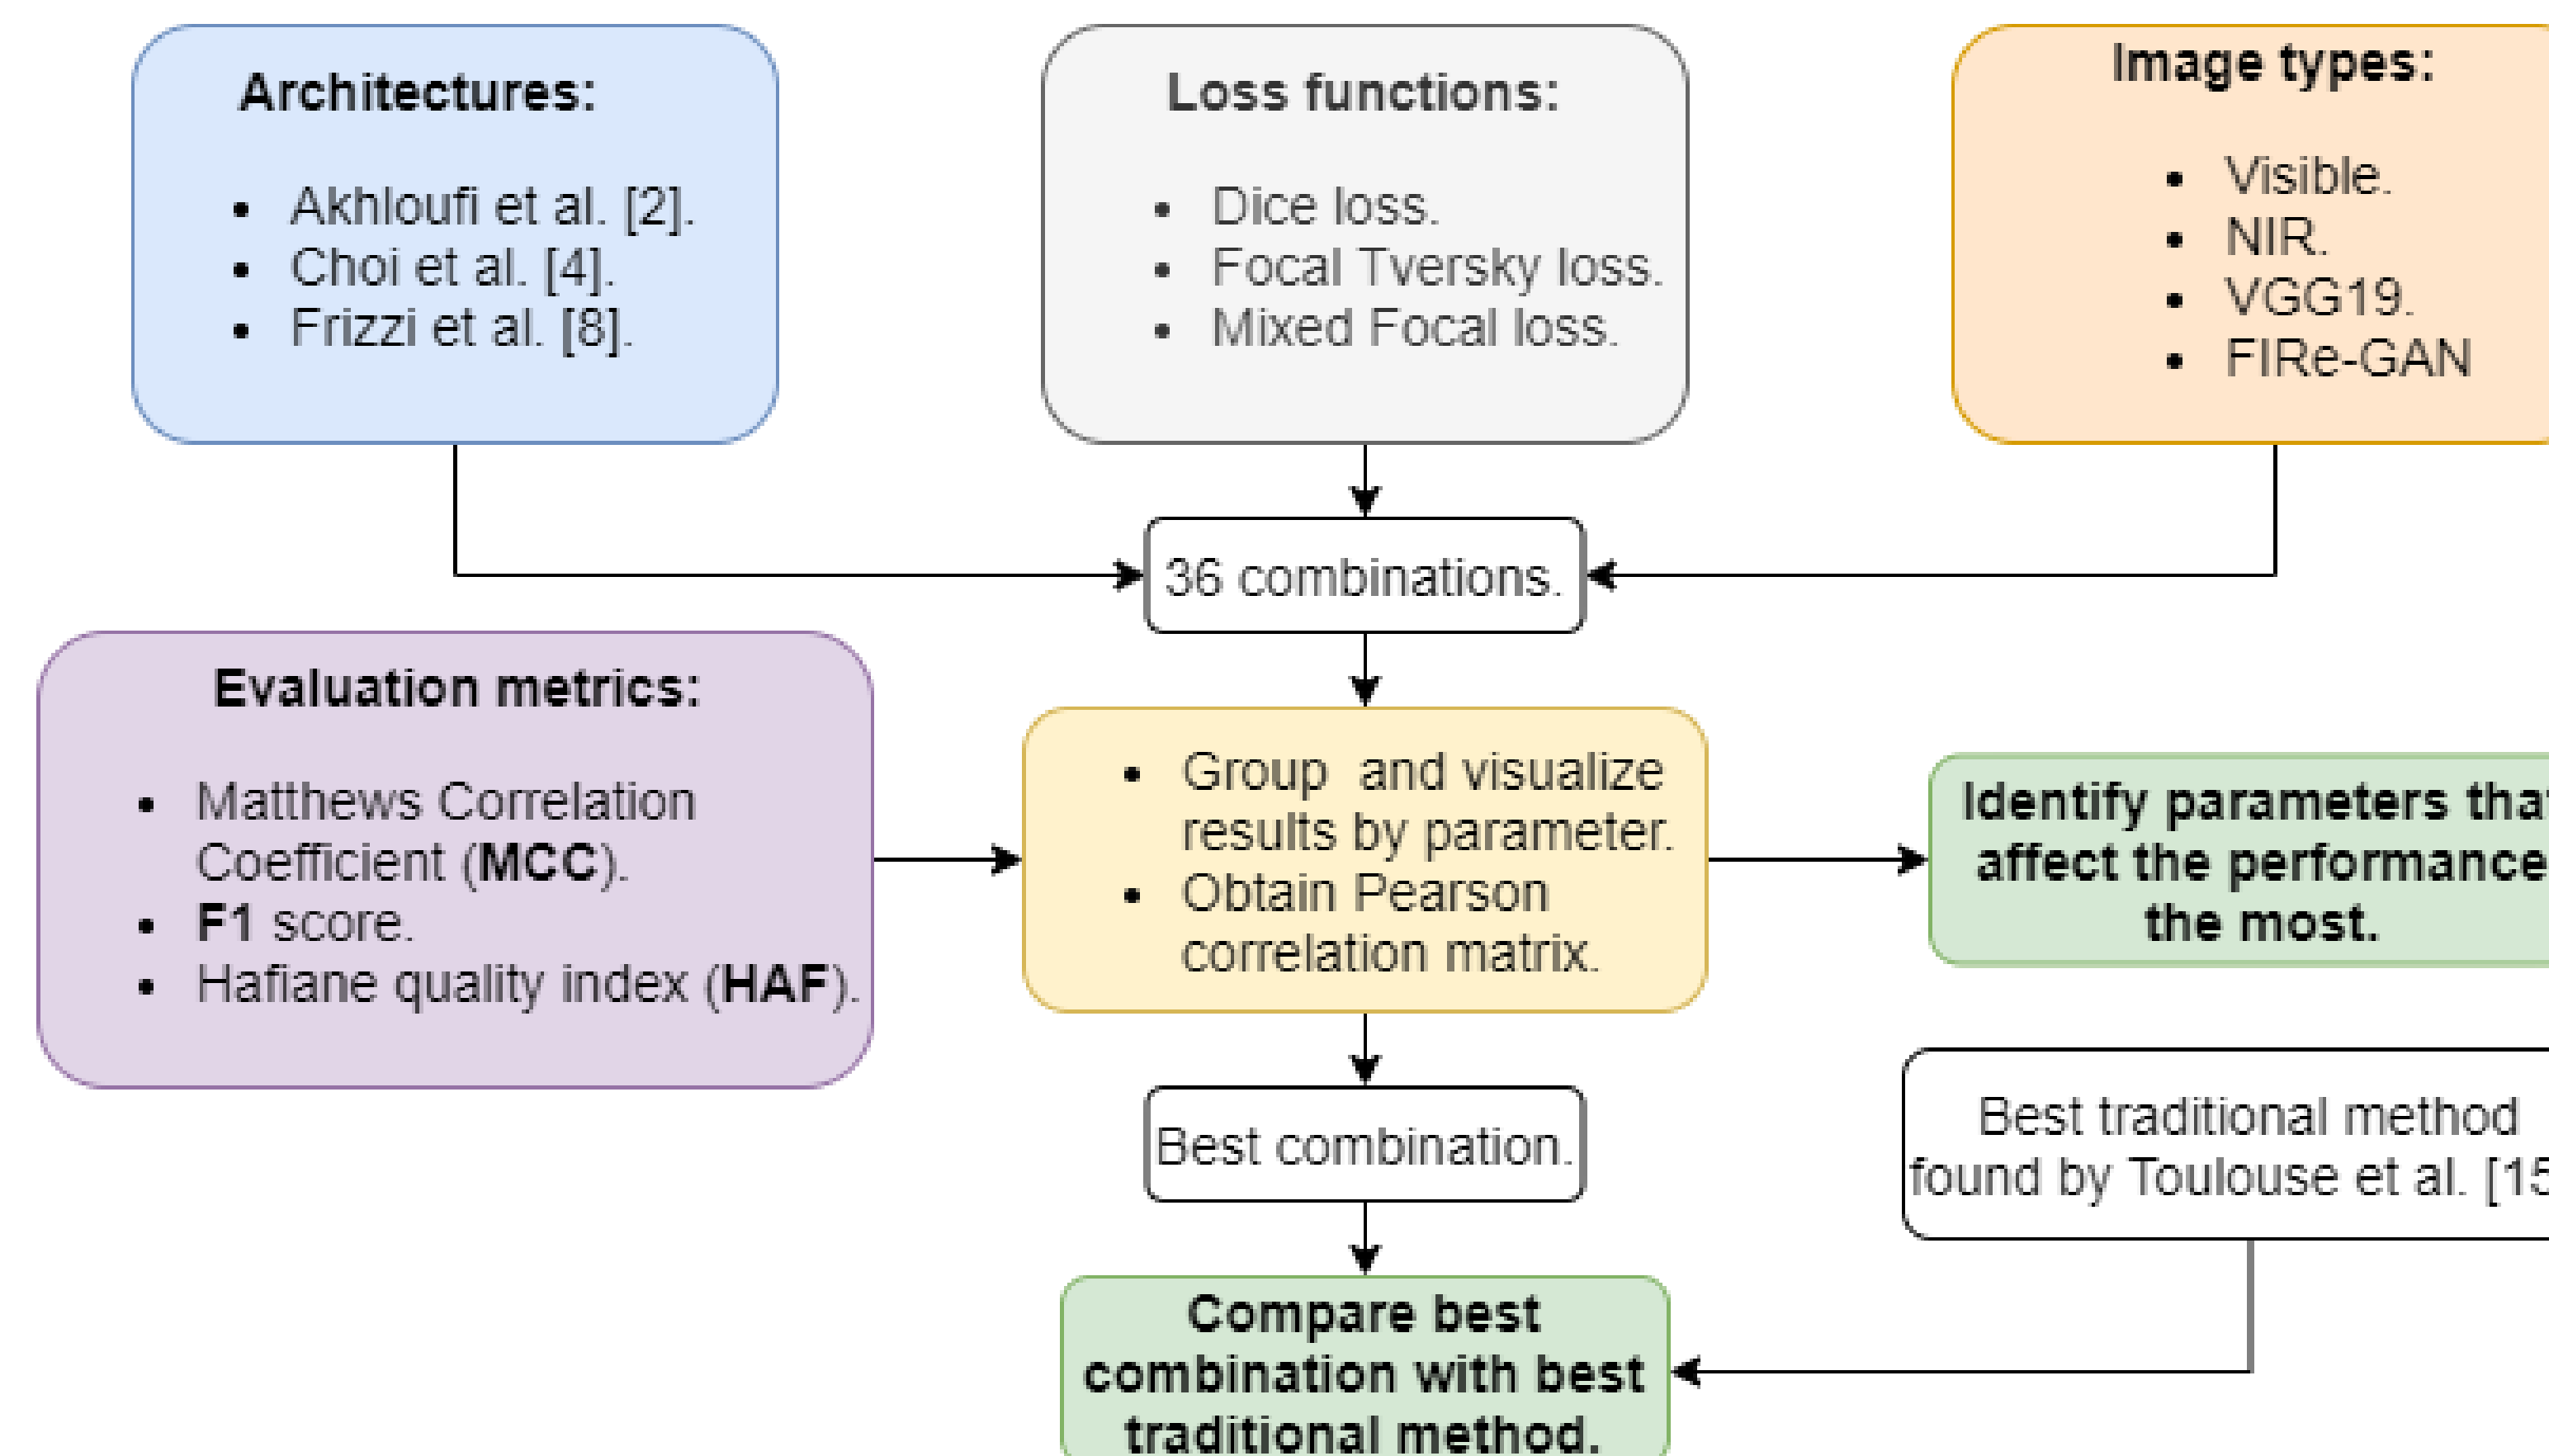 Architectures:
• Akhloufi et al. [2].
• Choi et al. [4].
• Frizzi et al. [8].
Loss functions:
• Dice loss.
• Focal Tversky loss.
• Mixed Focal loss.
Image types:
• Visible.
• NIR.
• VGG19.
• FIRe-GAN
36 combinations.
Evaluation metrics:
• Matthews Correlation
Coefficient (MCC).
• F1 score.
• Hafiane quality index (HAF).
• Group and visualize
results by parameter.
• Obtain Pearson
correlation matrix.
Identify parameters that
affect the performance
the most.
Best combination.
Best traditional method
found by Toulouse et al. [15
Compare best
combination with best
traditional method.